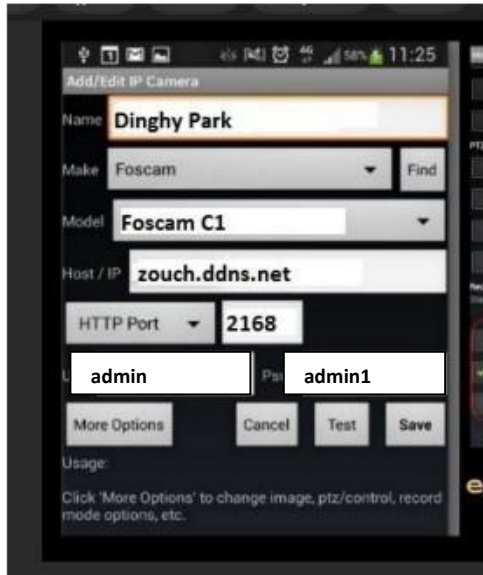 58% 11:25
Add/Edit IP Camera
Name Dinghy Park
Make Foscam Find
Model Foscam C1
Host / IP zouch.ddns.net
HTTP Port 2168
admin admin1
More Options Cancel Test Save
Usage:
Click 'More Options' to change image, ptz/control, record
mode options, etc.